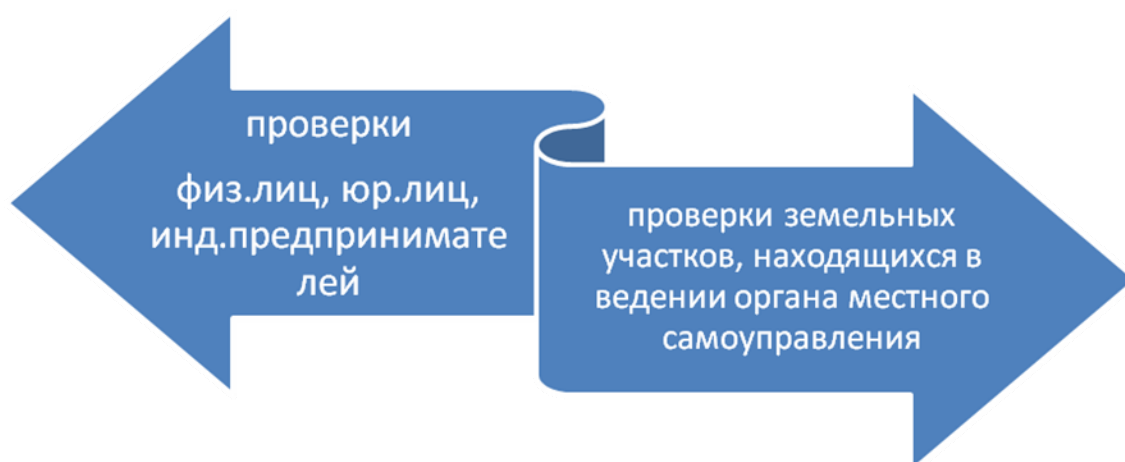 проверки
физ.лиц, юр.лиц,
инд.предпринимате
лей
проверки земельных
участков, находящихся в
ведении органа местного
самоуправления